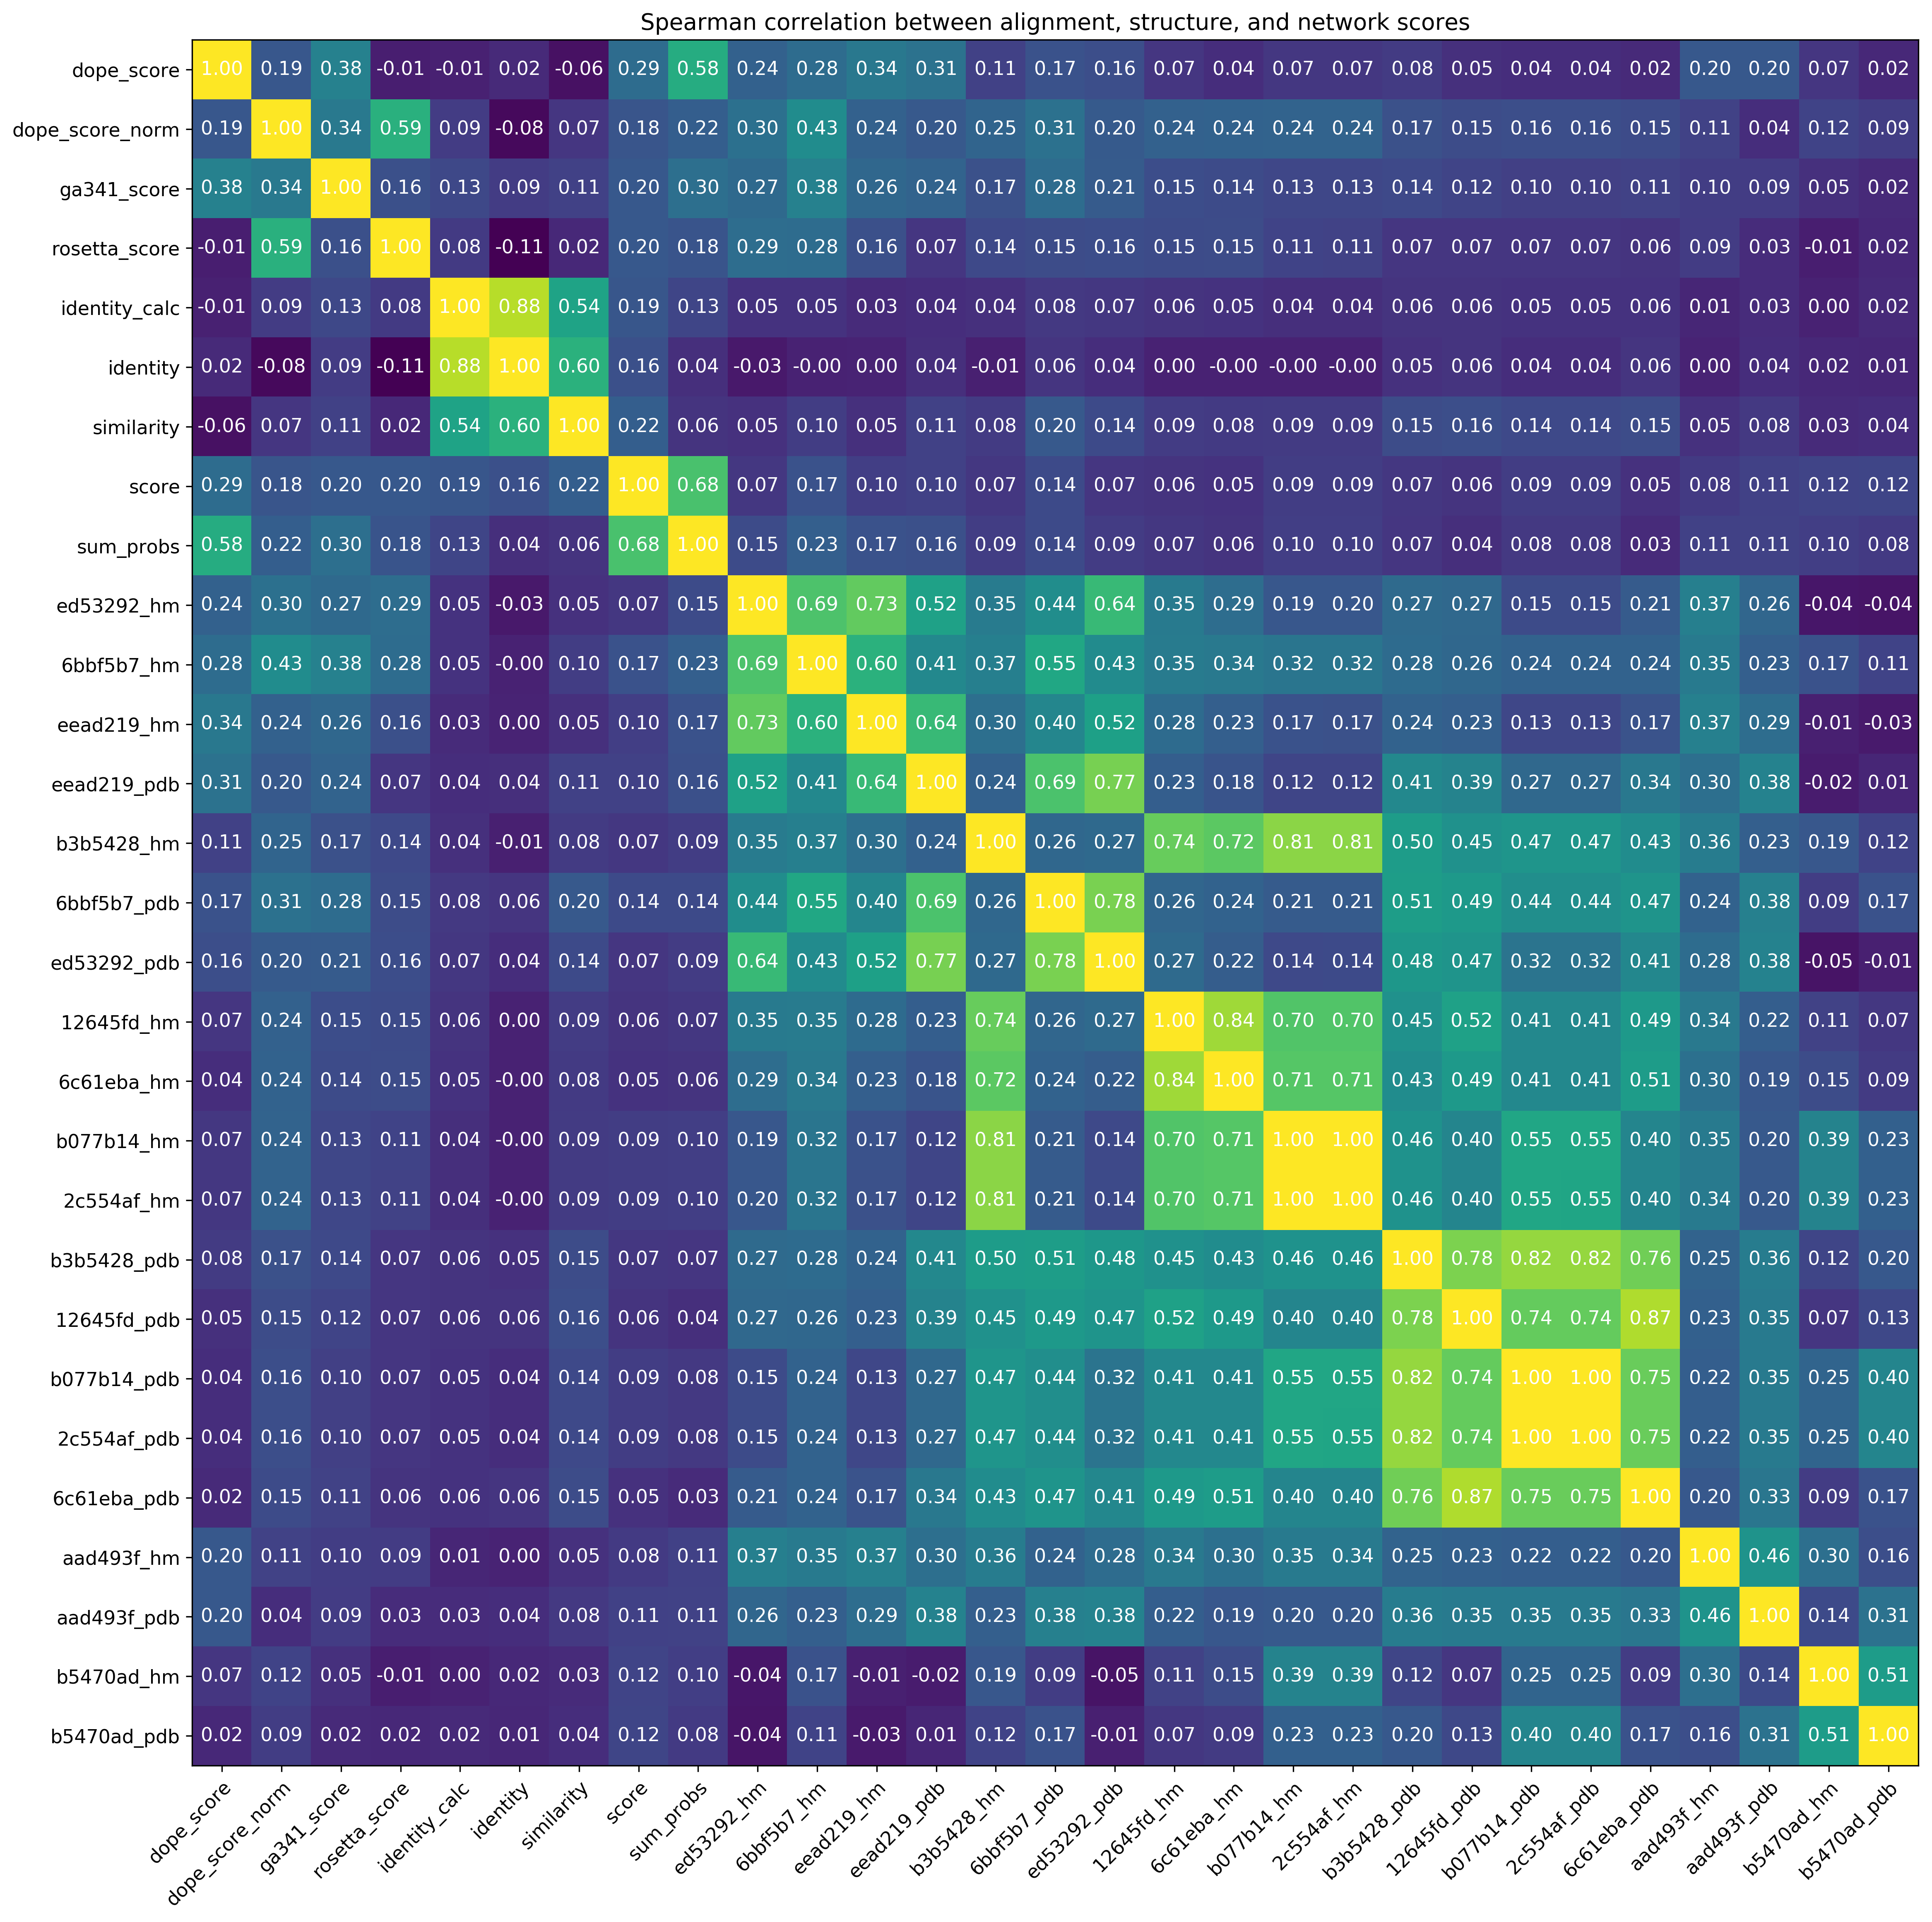 Spearman correlation between alignment, structure, and network scores
dope_score 1.00 0.19 0.38 -0.01 -0.01 0.02 -0.06 0.29 0.58 0.24 0.28 0.34 0.31 0.11 0.17 0.16 0.07 0.04 0.07 0.07 0.08 0.05 0.04 0.04 0.02 0.20 0.20 0.07 0.02
dope_score_norm 0.19 1.00 0.34 0.59 0.09 -0.08 0.07 0.18 0.22 0.30 0.43 0.24 0.20 0.25 0.31 0.20 0.24 0.24 0.24 0.24 0.17 0.15 0.16 0.16 0.15 0.11 0.04 0.12 0.09
ga341_score 0.38 0.34 1.00 0.16 0.13 0.09 0.11 0.20 0.30 0.27 0.38 0.26 0.24 0.17 0.28 0.21 0.15 0.14 0.13 0.13 0.14 0.12 0.10 0.10 0.11 0.10 0.09 0.05 0.02
rosetta_score -0.01 0.59 0.16 1.00 0.08 -0.11 0.02 0.20 0.18 0.29 0.28 0.16 0.07 0.14 0.15 0.16 0.15 0.15 0.11 0.11 0.07 0.07 0.07 0.07 0.06 0.09 0.03 -0.01 0.02
identity_calc -0.01 0.09 0.13 0.08 1.00 0.88 0.54 0.19 0.13 0.05 0.05 0.03 0.04 0.04 0.08 0.07 0.06 0.05 0.04 0.04 0.06 0.06 0.05 0.05 0.06 0.01 0.03 0.00 0.02
identity 0.02 -0.08 0.09 -0.11 0.88 1.00 0.60 0.16 0.04 -0.03 -0.00 0.00 0.04 -0.01 0.06 0.04 0.00 -0.00 -0.00 -0.00 0.05 0.06 0.04 0.04 0.06 0.00 0.04 0.02 0.01
similarity -0.06 0.07 0.11 0.02 0.54 0.60 1.00 0.22 0.06 0.05 0.10 0.05 0.11 0.08 0.20 0.14 0.09 0.08 0.09 0.09 0.15 0.16 0.14 0.14 0.15 0.05 0.08 0.03 0.04
score 0.29 0.18 0.20 0.20 0.19 0.16 0.22 1.00 0.68 0.07 0.17 0.10 0.10 0.07 0.14 0.07 0.06 0.05 0.09 0.09 0.07 0.06 0.09 0.09 0.05 0.08 0.11 0.12 0.12
sum_probs 0.58 0.22 0.30 0.18 0.13 0.04 0.06 0.68 1.00 0.15 0.23 0.17 0.16 0.09 0.14 0.09 0.07 0.06 0.10 0.10 0.07 0.04 0.08 0.08 0.03 0.11 0.11 0.10 0.08
ed53292_hm 0.24 0.30 0.27 0.29 0.05 -0.03 0.05 0.07 0.15 1.00 0.69 0.73 0.52 0.35 0.44 0.64 0.35 0.29 0.19 0.20 0.27 0.27 0.15 0.15 0.21 0.37 0.26 -0.04 -0.04
6bbf5b7_hm 0.28 0.43 0.38 0.28 0.05 -0.00 0.10 0.17 0.23 0.69 1.00 0.60 0.41 0.37 0.55 0.43 0.35 0.34 0.32 0.32 0.28 0.26 0.24 0.24 0.24 0.35 0.23 0.17 0.11
eead219_hm 0.34 0.24 0.26 0.16 0.03 0.00 0.05 0.10 0.17 0.73 0.60 1.00 0.64 0.30 0.40 0.52 0.28 0.23 0.17 0.17 0.24 0.23 0.13 0.13 0.17 0.37 0.29 -0.01 -0.03
eead219_pdb 0.31 0.20 0.24 0.07 0.04 0.04 0.11 0.10 0.16 0.52 0.41 0.64 1.00 0.24 0.69 0.77 0.23 0.18 0.12 0.12 0.41 0.39 0.27 0.27 0.34 0.30 0.38 -0.02 0.01
b3b5428_hm 0.11 0.25 0.17 0.14 0.04 -0.01 0.08 0.07 0.09 0.35 0.37 0.30 0.24 1.00 0.26 0.27 0.74 0.72 0.81 0.81 0.50 0.45 0.47 0.47 0.43 0.36 0.23 0.19 0.12
6bbf5b7_pdb 0.17 0.31 0.28 0.15 0.08 0.06 0.20 0.14 0.14 0.44 0.55 0.40 0.69 0.26 1.00 0.78 0.26 0.24 0.21 0.21 0.51 0.49 0.44 0.44 0.47 0.24 0.38 0.09 0.17
ed53292_pdb 0.16 0.20 0.21 0.16 0.07 0.04 0.14 0.07 0.09 0.64 0.43 0.52 0.77 0.27 0.78 1.00 0.27 0.22 0.14 0.14 0.48 0.47 0.32 0.32 0.41 0.28 0.38 -0.05 -0.01
12645fd_hm 0.07 0.24 0.15 0.15 0.06 0.00 0.09 0.06 0.07 0.35 0.35 0.28 0.23 0.74 0.26 0.27 1.00 0.84 0.70 0.70 0.45 0.52 0.41 0.41 0.49 0.34 0.22 0.11 0.07
6c61eba_hm 0.04 0.24 0.14 0.15 0.05 -0.00 0.08 0.05 0.06 0.29 0.34 0.23 0.18 0.72 0.24 0.22 0.84 1.00 0.71 0.71 0.43 0.49 0.41 0.41 0.51 0.30 0.19 0.15 0.09
b077b14_hm 0.07 0.24 0.13 0.11 0.04 -0.00 0.09 0.09 0.10 0.19 0.32 0.17 0.12 0.81 0.21 0.14 0.70 0.71 1.00 1.00 0.46 0.40 0.55 0.55 0.40 0.35 0.20 0.39 0.23
2c554af_hm 0.07 0.24 0.13 0.11 0.04 -0.00 0.09 0.09 0.10 0.20 0.32 0.17 0.12 0.81 0.21 0.14 0.70 0.71 1.00 1.00 0.46 0.40 0.55 0.55 0.40 0.34 0.20 0.39 0.23
b3b5428_pdb 0.08 0.17 0.14 0.07 0.06 0.05 0.15 0.07 0.07 0.27 0.28 0.24 0.41 0.50 0.51 0.48 0.45 0.43 0.46 0.46 1.00 0.78 0.82 0.82 0.76 0.25 0.36 0.12 0.20
12645fd_pdb 0.05 0.15 0.12 0.07 0.06 0.06 0.16 0.06 0.04 0.27 0.26 0.23 0.39 0.45 0.49 0.47 0.52 0.49 0.40 0.40 0.78 1.00 0.74 0.74 0.87 0.23 0.35 0.07 0.13
b077b14_pdb 0.04 0.16 0.10 0.07 0.05 0.04 0.14 0.09 0.08 0.15 0.24 0.13 0.27 0.47 0.44 0.32 0.41 0.41 0.55 0.55 0.82 0.74 1.00 1.00 0.75 0.22 0.35 0.25 0.40
2c554af_pdb 0.04 0.16 0.10 0.07 0.05 0.04 0.14 0.09 0.08 0.15 0.24 0.13 0.27 0.47 0.44 0.32 0.41 0.41 0.55 0.55 0.82 0.74 1.00 1.00 0.75 0.22 0.35 0.25 0.40
6c61eba_pdb 0.02 0.15 0.11 0.06 0.06 0.06 0.15 0.05 0.03 0.21 0.24 0.17 0.34 0.43 0.47 0.41 0.49 0.51 0.40 0.40 0.76 0.87 0.75 0.75 1.00 0.20 0.33 0.09 0.17
aad493f_hm 0.20 0.11 0.10 0.09 0.01 0.00 0.05 0.08 0.11 0.37 0.35 0.37 0.30 0.36 0.24 0.28 0.34 0.30 0.35 0.34 0.25 0.23 0.22 0.22 0.20 1.00 0.46 0.30 0.16
aad493f_pdb 0.20 0.04 0.09 0.03 0.03 0.04 0.08 0.11 0.11 0.26 0.23 0.29 0.38 0.23 0.38 0.38 0.22 0.19 0.20 0.20 0.36 0.35 0.35 0.35 0.33 0.46 1.00 0.14 0.31
b5470ad_hm 0.07 0.12 0.05 -0.01 0.00 0.02 0.03 0.12 0.10 -0.04 0.17 -0.01 -0.02 0.19 0.09 -0.05 0.11 0.15 0.39 0.39 0.12 0.07 0.25 0.25 0.09 0.30 0.14 1.00 0.51
b5470ad_pdb 0.02 0.09 0.02 0.02 0.02 0.01 0.04 0.12 0.08 -0.04 0.11 -0.03 0.01 0.12 0.17 -0.01 0.07 0.09 0.23 0.23 0.20 0.13 0.40 0.40 0.17 0.16 0.31 0.51 1.00
dope_score dope_score_norm ga341_score rosetta_score identity_calc identity similarity score sum_probs ed53292_hm 6bbf5b7_hm eead219_hm eead219_pdb b3b5428_hm 6bbf5b7_pdb ed53292_pdb 12645fd_hm 6c61eba_hm b077b14_hm 2c554af_hm b3b5428_pdb 12645fd_pdb b077b14_pdb 2c554af_pdb 6c61eba_pdb aad493f_hm aad493f_pdb b5470ad_hm b5470ad_pdb